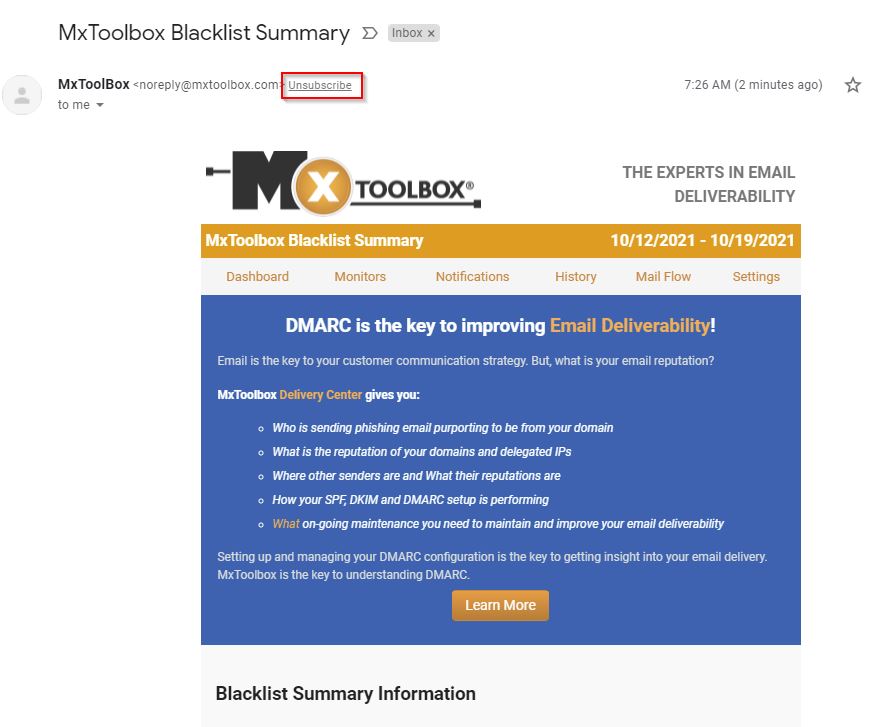 MxToolbox Blacklist Summary Inbox ×
MxToolBox <noreply@mxtoolbox.com> Unsubscribe 7:26 AM (2 minutes ago)
to me
MX TOOLBOX®
THE EXPERTS IN EMAIL
DELIVERABILITY
MxToolbox Blacklist Summary 10/12/2021 - 10/19/2021
Dashboard Monitors Notifications History Mail Flow Settings
DMARC is the key to improving Email Deliverability!
Email is the key to your customer communication strategy. But, what is your email reputation?
MxToolbox Delivery Center gives you:
Who is sending phishing email purporting to be from your domain
What is the reputation of your domains and delegated IPs
Where other senders are and What their reputations are
How your SPF, DKIM and DMARC setup is performing
What on-going maintenance you need to maintain and improve your email deliverability
Setting up and managing your DMARC configuration is the key to getting insight into your email delivery.
MxToolbox is the key to understanding DMARC.
Learn More
Blacklist Summary Information